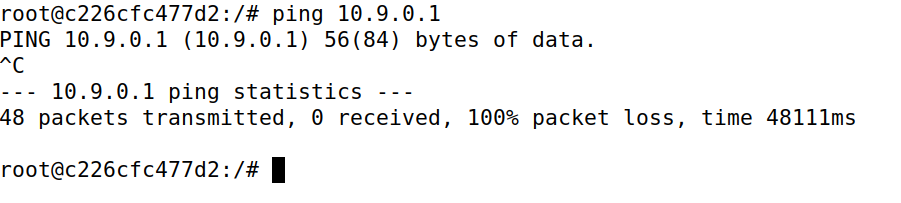 root@c226cfc477d2:/# ping 10.9.0.1
PING 10.9.0.1 (10.9.0.1) 56(84) bytes of data.
^C
--- 10.9.0.1 ping statistics ---
48 packets transmitted, 0 received, 100% packet loss, time 48111ms
root@c226cfc477d2:/#